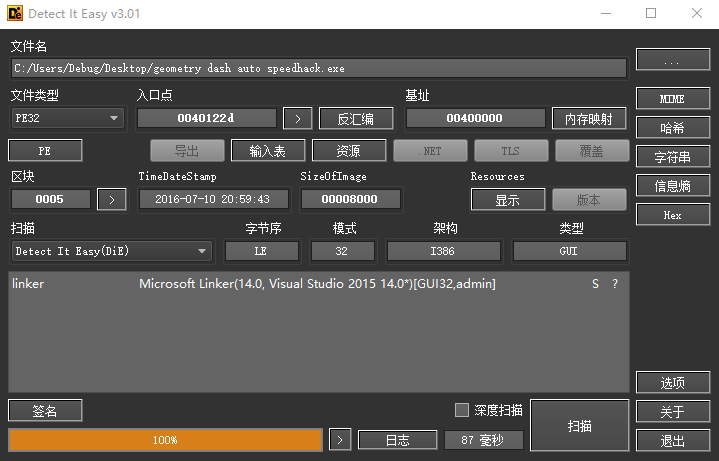 Detect It Easy v3.01
文件名
C:/Users/Debug/Desktop/geometry dash auto speedhack.exe
...
文件类型 入口点 基址
PE32 0040122d > 反汇编 00400000 内存映射 MIME
PE 导出 输入表 资源 .NET TLS 覆盖 哈希
区块 TimeDateStamp SizeOfImage Resources 字符串
0005 > 2016-07-10 20:59:43 00008000 显示 版本 信息熵
扫描 字节序 模式 架构 类型 Hex
Detect It Easy(DiE) LE 32 I386 GUI
linker Microsoft Linker(14.0, Visual Studio 2015 14.0*)[GUI32,admin] S ?
选项
签名 深度扫描 扫描 关于
100% > 日志 87 毫秒 退出